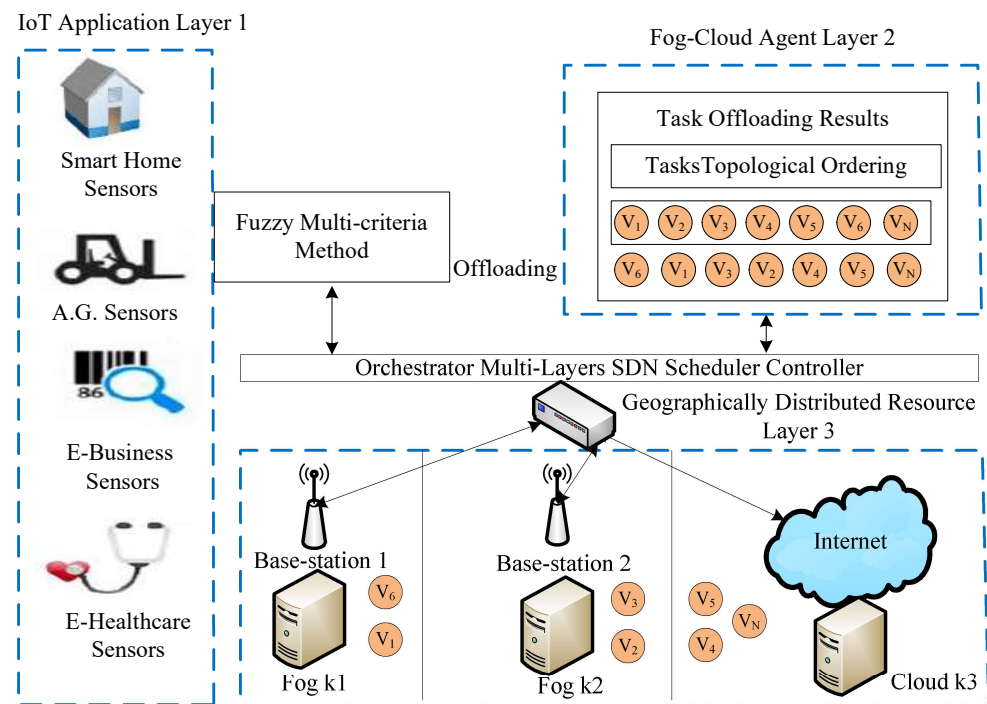 IoT Application Layer 1
Smart Home
Sensors
A.G. Sensors
86
E-Business
Sensors
E-Healthcare
Sensors
Fuzzy Multi-criteria
Method
Offloading
Fog-Cloud Agent Layer 2
Task Offloading Results
TasksTopological Ordering
V1 V2 V3 V4 V5 V6 VN
V6 V1 V3 V2 V4 V5 VN
Orchestrator Multi-Layers SDN Scheduler Controller
Geographically Distributed Resource
Layer 3
Base-station 1
V6
V1
Fog k1
Base-station 2
V3
V2
Fog k2
V5
VN
V4
Internet
Cloud k3